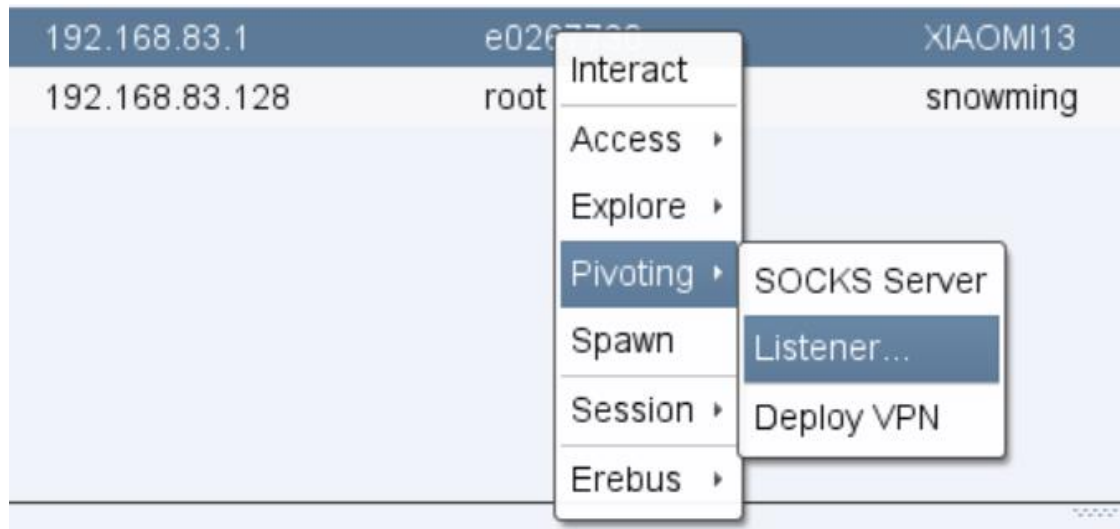 192.168.83.1 XIAOMI13
192.168.83.128 root snowming
Interact
Access
Explore
Pivoting
Spawn
Session
Erebus
SOCKS Server
Listener...
Deploy VPN